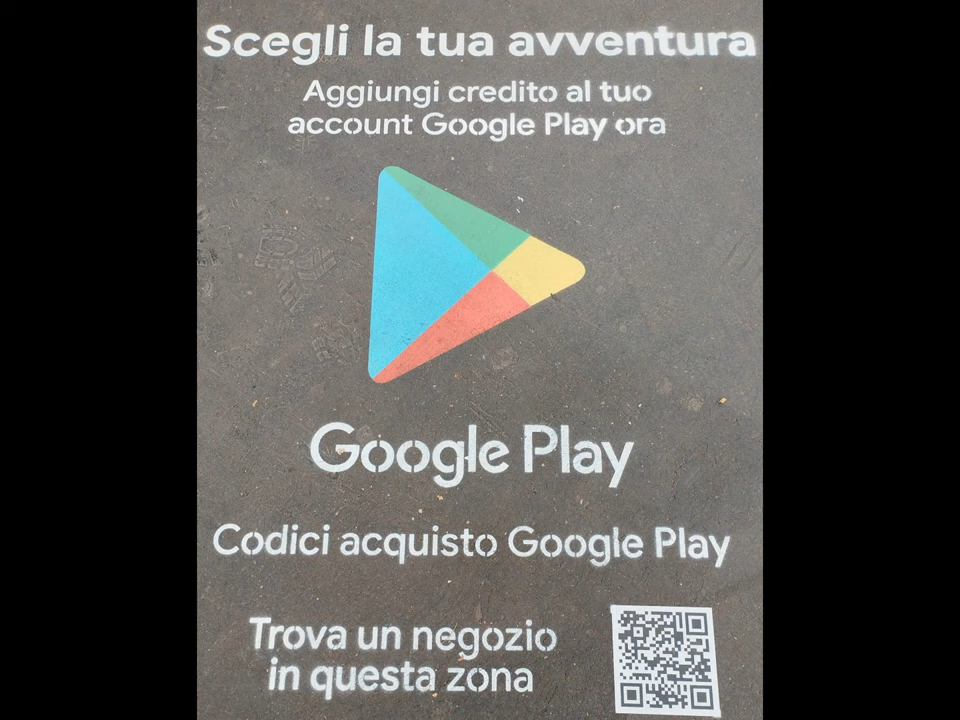 Scegli la tua avventura
Aggiungi credito al tuo
account Google Play ora
Google Play
Codici acquisto Google Play
Trova un negozio
in questa zona